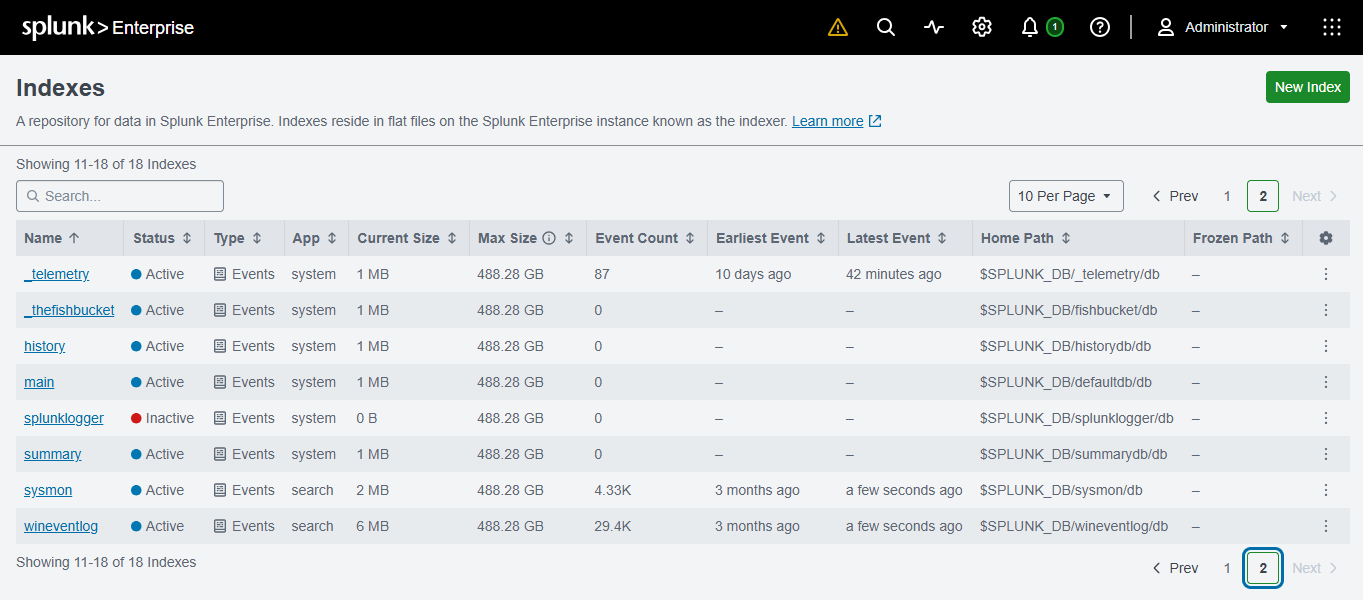 splunk> Enterprise 1 Administrator
Indexes
New Index
A repository for data in Splunk Enterprise. Indexes reside in flat files on the Splunk Enterprise instance known as the indexer. Learn more
Showing 11-18 of 18 Indexes
Search... 10 Per Page Prev 1 2 Next
Name Status Type App Current Size Max Size Event Count Earliest Event Latest Event Home Path Frozen Path
_telemetry Active Events system 1 MB 488.28 GB 87 10 days ago 42 minutes ago $SPLUNK_DB/_telemetry/db –
_thefishbucket Active Events system 1 MB 488.28 GB 0 – – $SPLUNK_DB/fishbucket/db –
history Active Events system 1 MB 488.28 GB 0 – – $SPLUNK_DB/historydb/db –
main Active Events system 1 MB 488.28 GB 0 – – $SPLUNK_DB/defaultdb/db –
splunklogger Inactive Events system 0 B 488.28 GB 0 – – $SPLUNK_DB/splunklogger/db –
summary Active Events system 1 MB 488.28 GB 0 – – $SPLUNK_DB/summarydb/db –
sysmon Active Events search 2 MB 488.28 GB 4.33K 3 months ago a few seconds ago $SPLUNK_DB/sysmon/db –
wineventlog Active Events search 6 MB 488.28 GB 29.4K 3 months ago a few seconds ago $SPLUNK_DB/wineventlog/db –
Showing 11-18 of 18 Indexes
Prev 1 2 Next